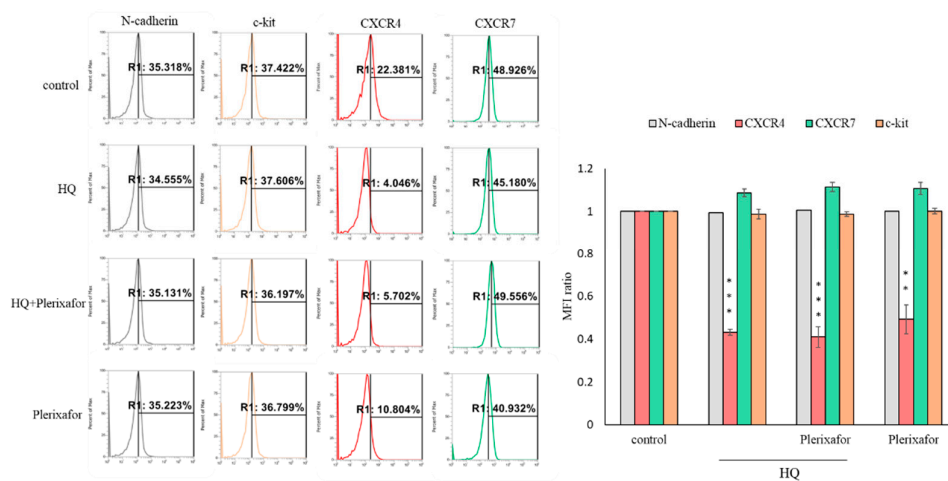 N-cadherin c-kit CXCR4 CXCR7
control
R1: 35.318% R1: 37.422% R1: 22.381% R1: 48.926%
HQ
R1: 34.555% R1: 37.606% R1: 4.046% R1: 45.180%
HQ+Plerixafor
R1: 35.131% R1: 36.197% R1: 5.702% R1: 49.556%
Plerixafor
R1: 35.223% R1: 36.799% R1: 10.804% R1: 40.932%
Percent of Max
N-cadherin CXCR4 CXCR7 c-kit
MFI ratio
1.2
1
0.8
0.6
0.4
0.2
0
***
***
**
control Plerixafor Plerixafor
HQ